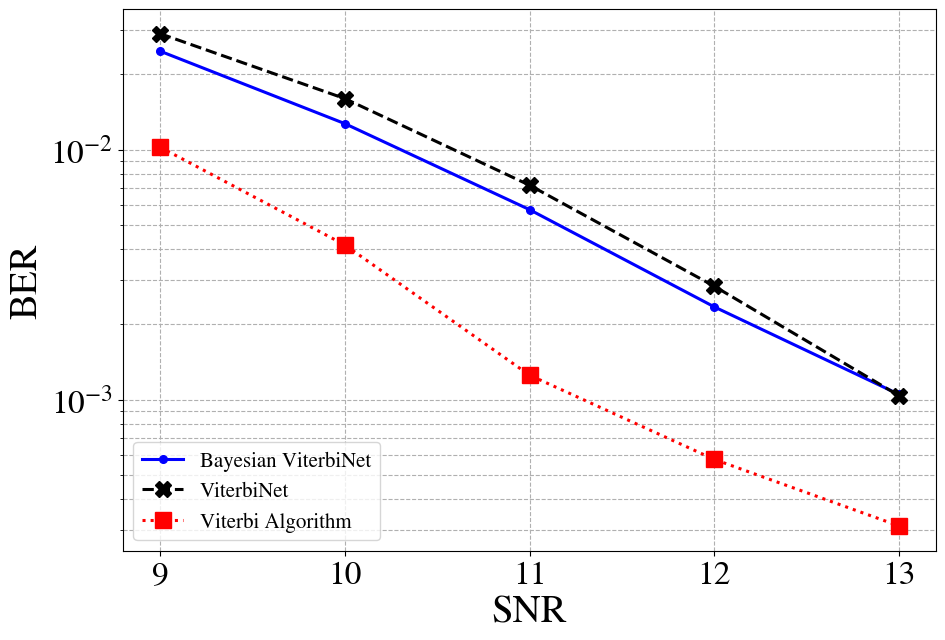 BER
10⁻²
10⁻³
Bayesian ViterbiNet
ViterbiNet
Viterbi Algorithm
9 10 11 12 13
SNR